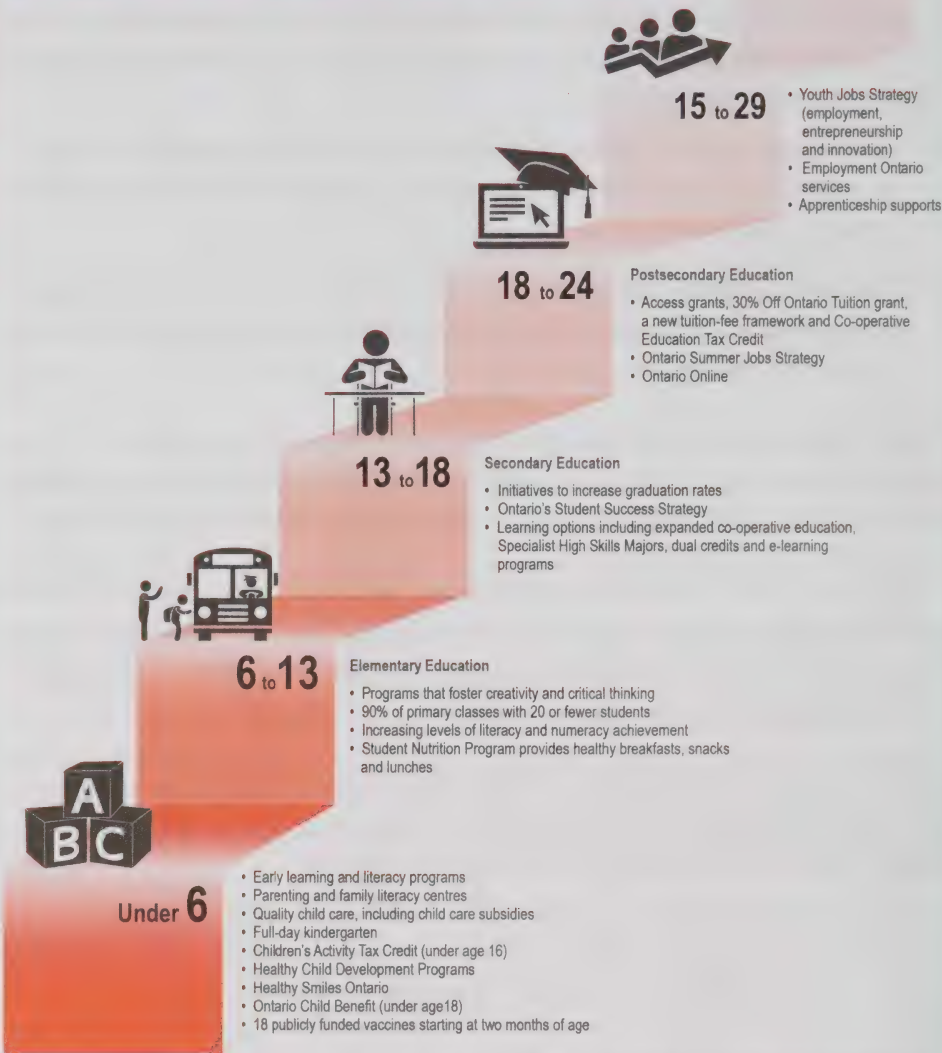 15 to 29
• Youth Jobs Strategy
(employment,
entrepreneurship
and innovation)
• Employment Ontario
services
• Apprenticeship supports
18 to 24
Postsecondary Education
• Access grants, 30% Off Ontario Tuition grant,
a new tuition-fee framework and Co-operative
Education Tax Credit
• Ontario Summer Jobs Strategy
• Ontario Online
13 to 18
Secondary Education
• Initiatives to increase graduation rates
• Ontario's Student Success Strategy
• Learning options including expanded co-operative education,
Specialist High Skills Majors, dual credits and e-learning
programs
6 to 13
Elementary Education
• Programs that foster creativity and critical thinking
• 90% of primary classes with 20 or fewer students
• Increasing levels of literacy and numeracy achievement
• Student Nutrition Program provides healthy breakfasts, snacks
and lunches
A
B C
Under 6
• Early learning and literacy programs
• Parenting and family literacy centres
• Quality child care, including child care subsidies
• Full-day kindergarten
• Children's Activity Tax Credit (under age 16)
• Healthy Child Development Programs
• Healthy Smiles Ontario
• Ontario Child Benefit (under age18)
• 18 publicly funded vaccines starting at two months of age